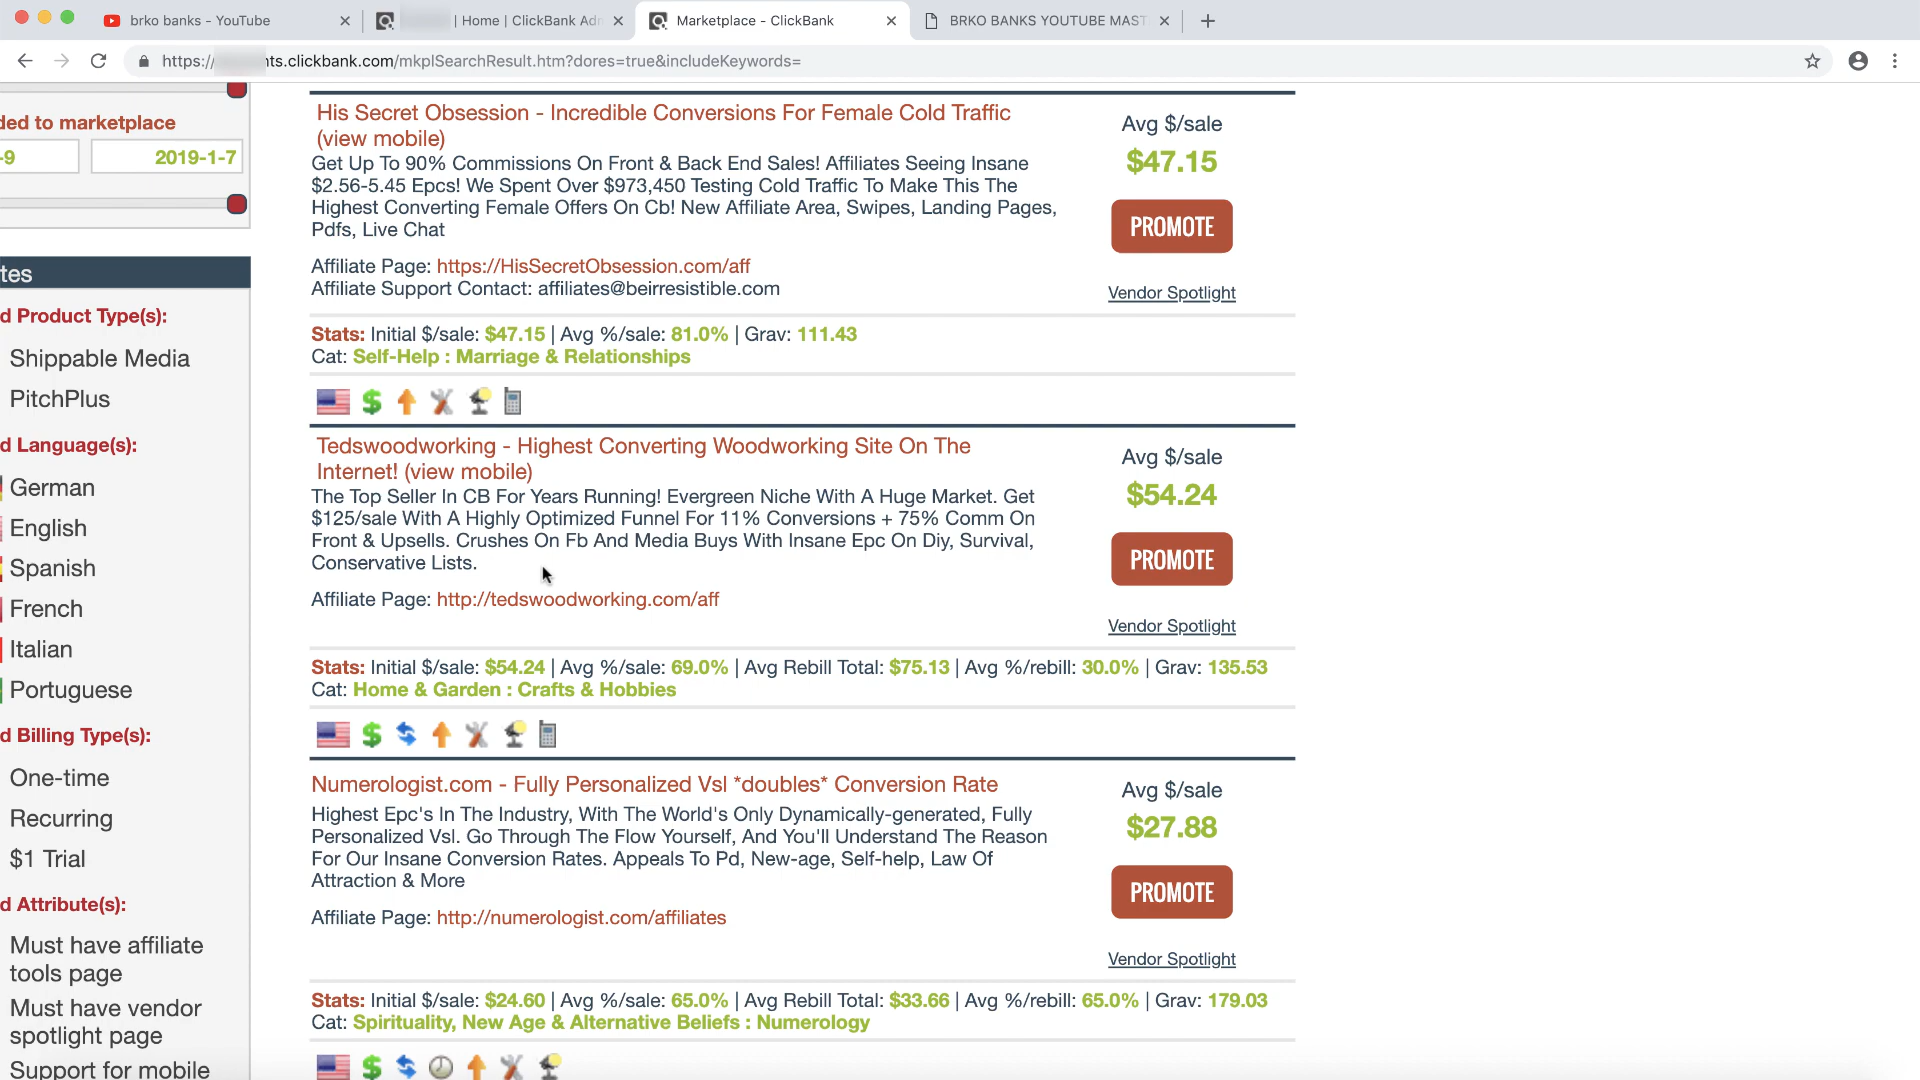 brko banks - YouTube
| Home | ClickBank Adn
Marketplace - ClickBank
BRKO BANKS YOUTUBE MAST
https://
ts.clickbank.com/mkplSearchResult.htm?dores=true&includeKeywords=
ded to marketplace
-9
2019-1-7
tes
d Product Type(s):
Shippable Media
PitchPlus
d Language(s):
German
English
Spanish
French
Italian
Portuguese
d Billing Type(s):
One-time
Recurring
$1 Trial
d Attribute(s):
Must have affiliate
tools page
Must have vendor
spotlight page
Support for mobile
His Secret Obsession - Incredible Conversions For Female Cold Traffic
(view mobile)
Get Up To 90% Commissions On Front & Back End Sales! Affiliates Seeing Insane
$2.56-5.45 Epcs! We Spent Over $973,450 Testing Cold Traffic To Make This The
Highest Converting Female Offers On Cb! New Affiliate Area, Swipes, Landing Pages,
Pdfs, Live Chat
Affiliate Page: https://HisSecretObsession.com/aff
Affiliate Support Contact: affiliates@beirresistible.com
Avg $/sale
$47.15
PROMOTE
Vendor Spotlight
Stats: Initial $/sale: $47.15 | Avg %/sale: 81.0% | Grav: 111.43
Cat: Self-Help : Marriage & Relationships
Tedswoodworking - Highest Converting Woodworking Site On The
Internet! (view mobile)
The Top Seller In CB For Years Running! Evergreen Niche With A Huge Market. Get
$125/sale With A Highly Optimized Funnel For 11% Conversions + 75% Comm On
Front & Upsells. Crushes On Fb And Media Buys With Insane Epc On Diy, Survival,
Conservative Lists.
Affiliate Page: http://tedswoodworking.com/aff
Avg $/sale
$54.24
PROMOTE
Vendor Spotlight
Stats: Initial $/sale: $54.24 | Avg %/sale: 69.0% | Avg Rebill Total: $75.13 | Avg %/rebill: 30.0% | Grav: 135.53
Cat: Home & Garden : Crafts & Hobbies
Numerologist.com - Fully Personalized Vsl *doubles* Conversion Rate
Highest Epc's In The Industry, With The World's Only Dynamically-generated, Fully
Personalized Vsl. Go Through The Flow Yourself, And You'll Understand The Reason
For Our Insane Conversion Rates. Appeals To Pd, New-age, Self-help, Law Of
Attraction & More
Affiliate Page: http://numerologist.com/affiliates
Avg $/sale
$27.88
PROMOTE
Vendor Spotlight
Stats: Initial $/sale: $24.60 | Avg %/sale: 65.0% | Avg Rebill Total: $33.66 | Avg %/rebill: 65.0% | Grav: 179.03
Cat: Spirituality, New Age & Alternative Beliefs : Numerology